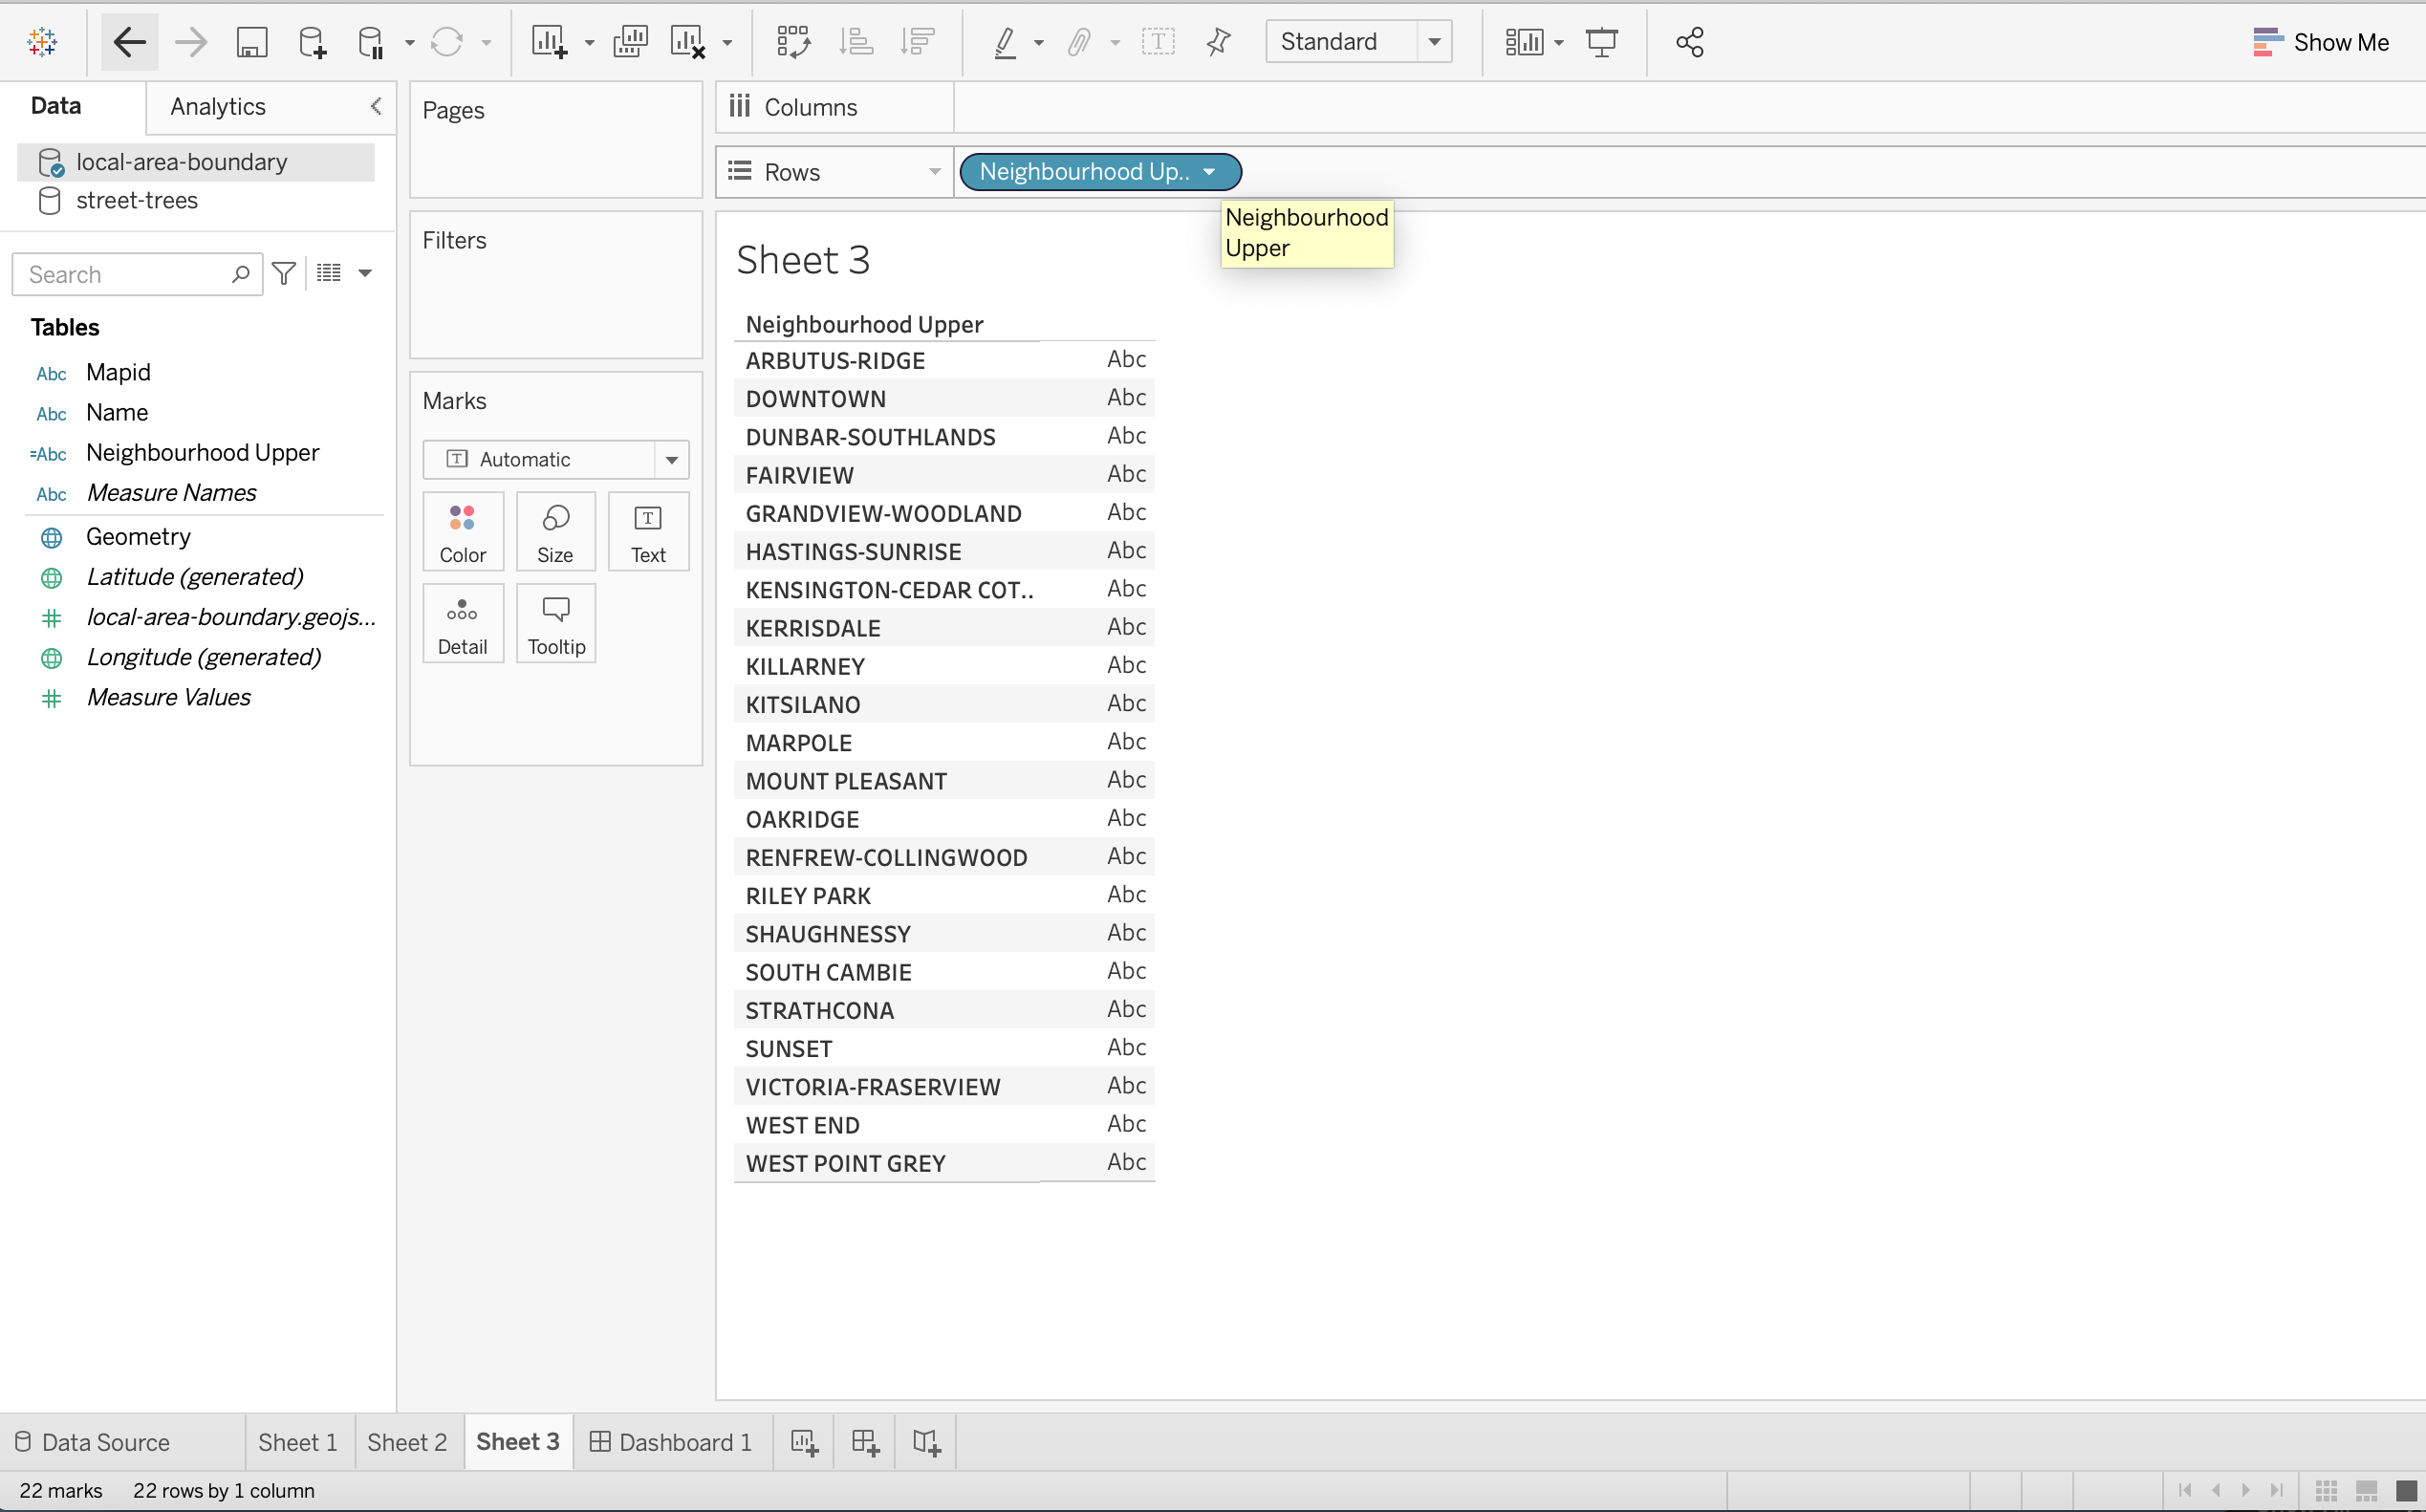 Standard
Show Me
Data
Analytics
local-area-boundary
street-trees
Search
Tables
Abc Mapid
Abc Name
=Abc Neighbourhood Upper
Abc Measure Names
Geometry
Latitude (generated)
local-area-boundary.geojs...
Longitude (generated)
Measure Values
Pages
Filters
Marks
Automatic
Color
Size
Text
Detail
Tooltip
Columns
Rows
Neighbourhood Up..
Neighbourhood
Upper
Sheet 3
Neighbourhood Upper
ARBUTUS-RIDGE Abc
DOWNTOWN Abc
DUNBAR-SOUTHLANDS Abc
FAIRVIEW Abc
GRANDVIEW-WOODLAND Abc
HASTINGS-SUNRISE Abc
KENSINGTON-CEDAR COT.. Abc
KERRISDALE Abc
KILLARNEY Abc
KITSILANO Abc
MARPOLE Abc
MOUNT PLEASANT Abc
OAKRIDGE Abc
RENFREW-COLLINGWOOD Abc
RILEY PARK Abc
SHAUGHNESSY Abc
SOUTH CAMBIE Abc
STRATHCONA Abc
SUNSET Abc
VICTORIA-FRASERVIEW Abc
WEST END Abc
WEST POINT GREY Abc
Data Source
Sheet 1
Sheet 2
Sheet 3
Dashboard 1
22 marks
22 rows by 1 column